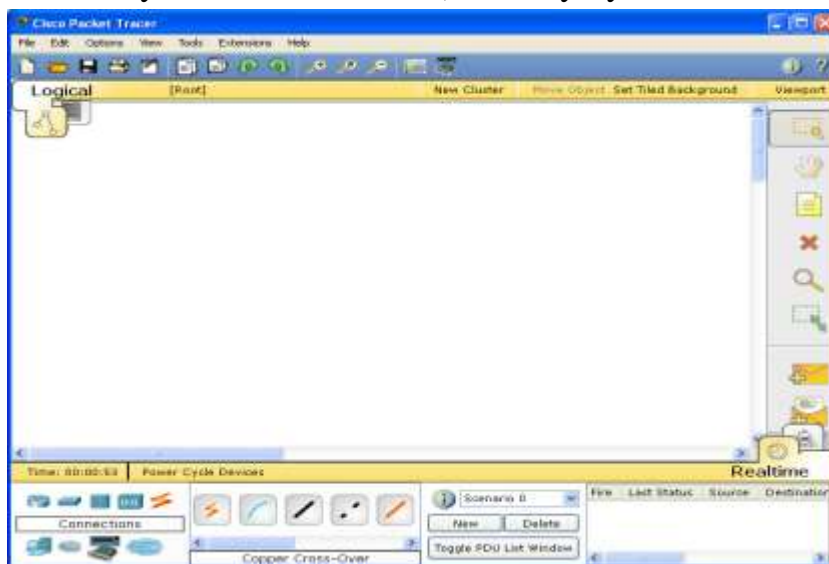 Cisco Packet Tracer
File Edit Options View Tools Extensions Help
Logical [Root] New Cluster Move Object Set Tiled Background Viewport
Time: 00:00:53 Power Cycle Devices Realtime
Scenario 0 Fire Last Status Source Destination
Connections New Delete
Toggle PDU List Window
Copper Cross-Over